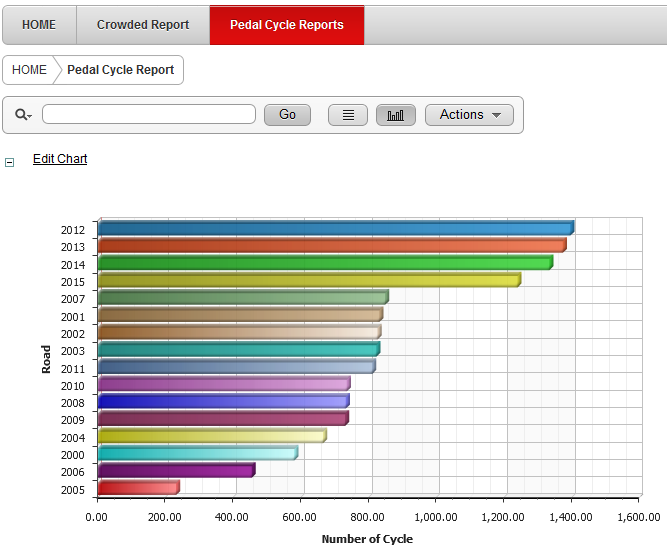 HOME Crowded Report Pedal Cycle Reports
HOME Pedal Cycle Report
Go Actions
Edit Chart
2012
2013
2014
2015
2007
2001
2002
2003
2011
2010
2008
2009
2004
2000
2006
2005
Road
0.00 200.00 400.00 600.00 800.00 1,000.00 1,200.00 1,400.00 1,600.00
Number of Cycle